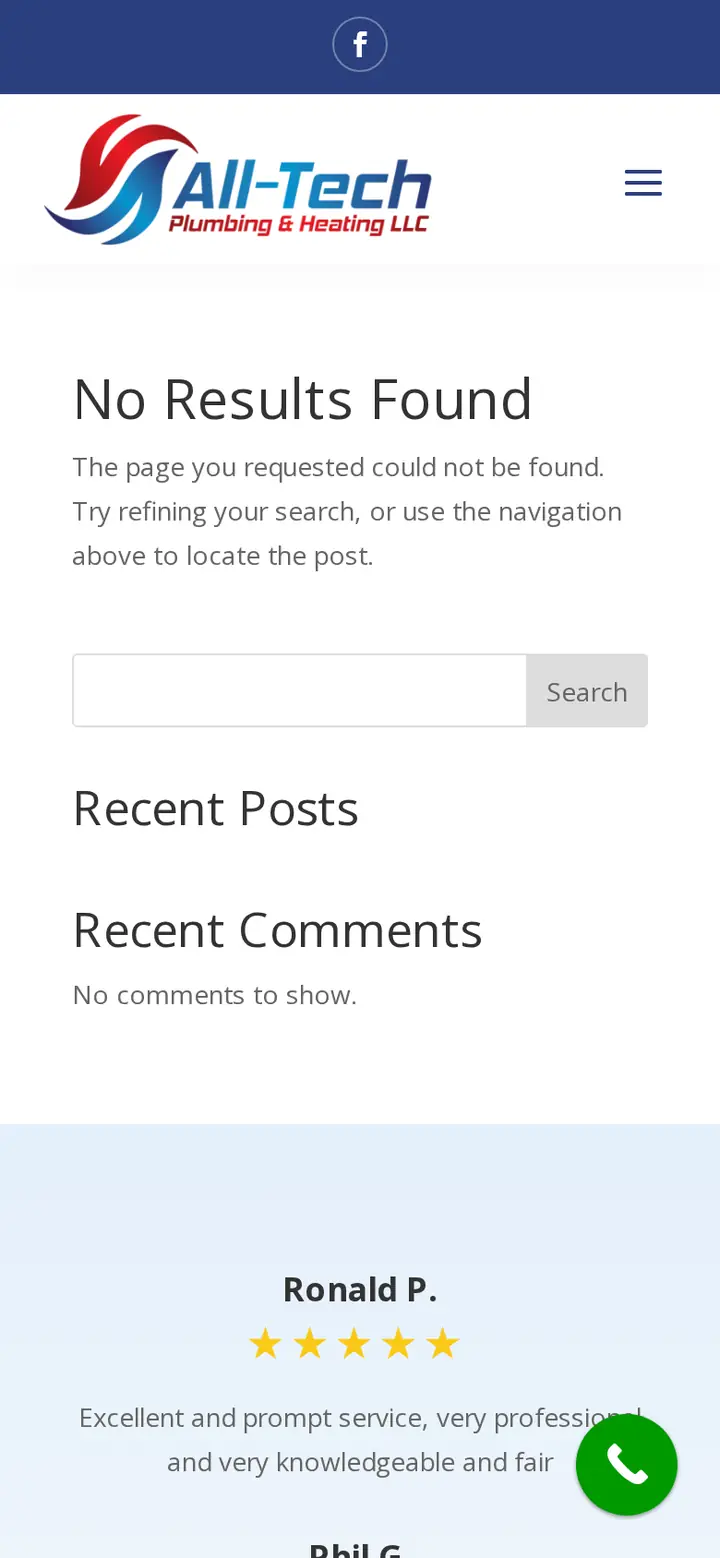 All-Tech
Plumbing & Heating LLC
No Results Found
The page you requested could not be found.
Try refining your search, or use the navigation
above to locate the post.
Search
Recent Posts
Recent Comments
No comments to show.
Ronald P.
Excellent and prompt service, very professional
and very knowledgeable and fair
Phil G